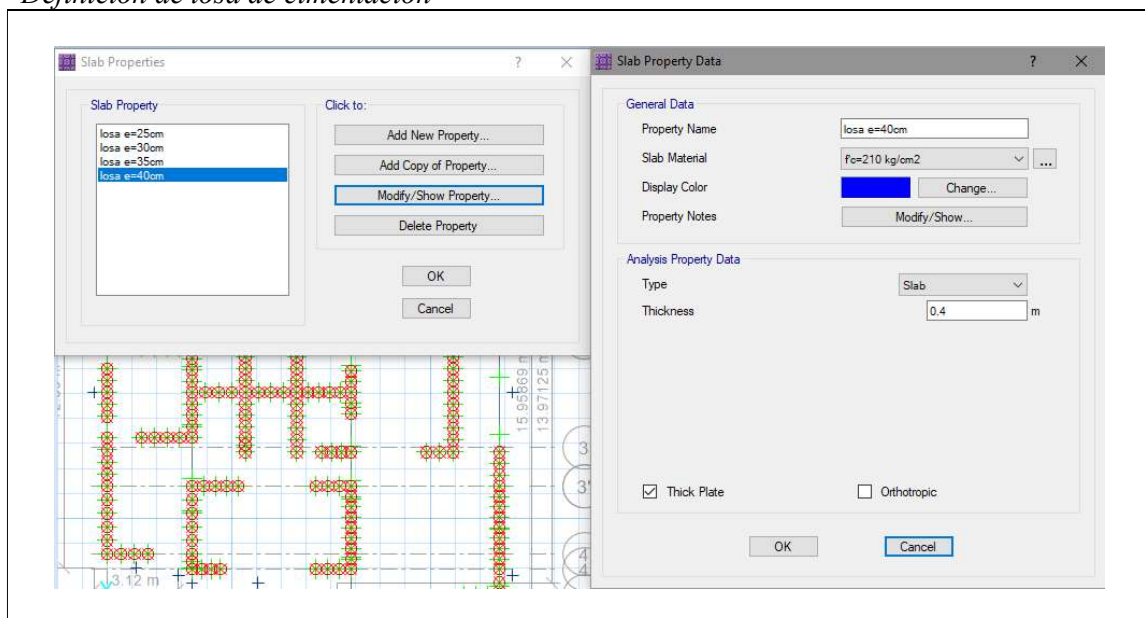 Definición de losa de cimentación
Slab Properties
?
Slab Property
losa e=25cm
losa e=30cm
losa e=35cm
losa e=40cm
Click to:
Add New Property...
Add Copy of Property...
Modify/Show Property...
Delete Property
OK
Cancel
Slab Property Data
?
General Data
Property Name
losa e=40cm
Slab Material
f'c=210 kg/cm2
...
Display Color
Change...
Property Notes
Modify/Show...
Analysis Property Data
Type
Slab
Thickness
0.4
m
Thick Plate
Orthotropic
OK
Cancel
15.95869 m
13.97125 m
3
3'
4
3.12 m